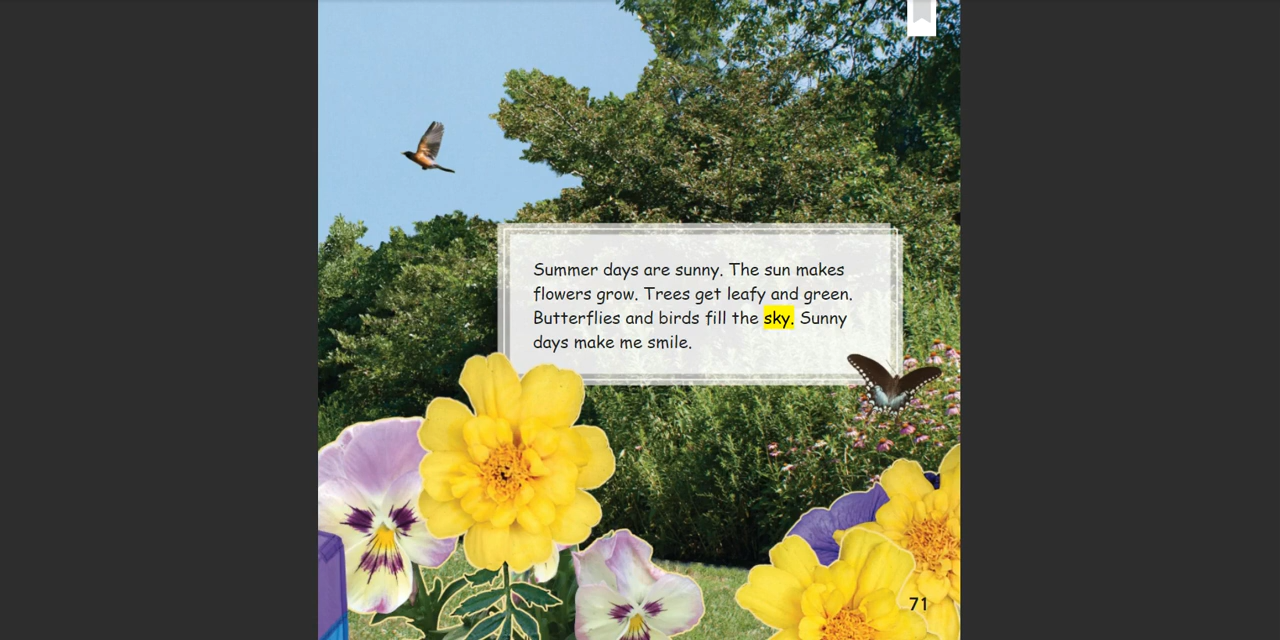 Summer days are sunny. The sun makes
flowers grow. Trees get leafy and green.
Butterflies and birds fill the sky. Sunny
days make me smile.
71